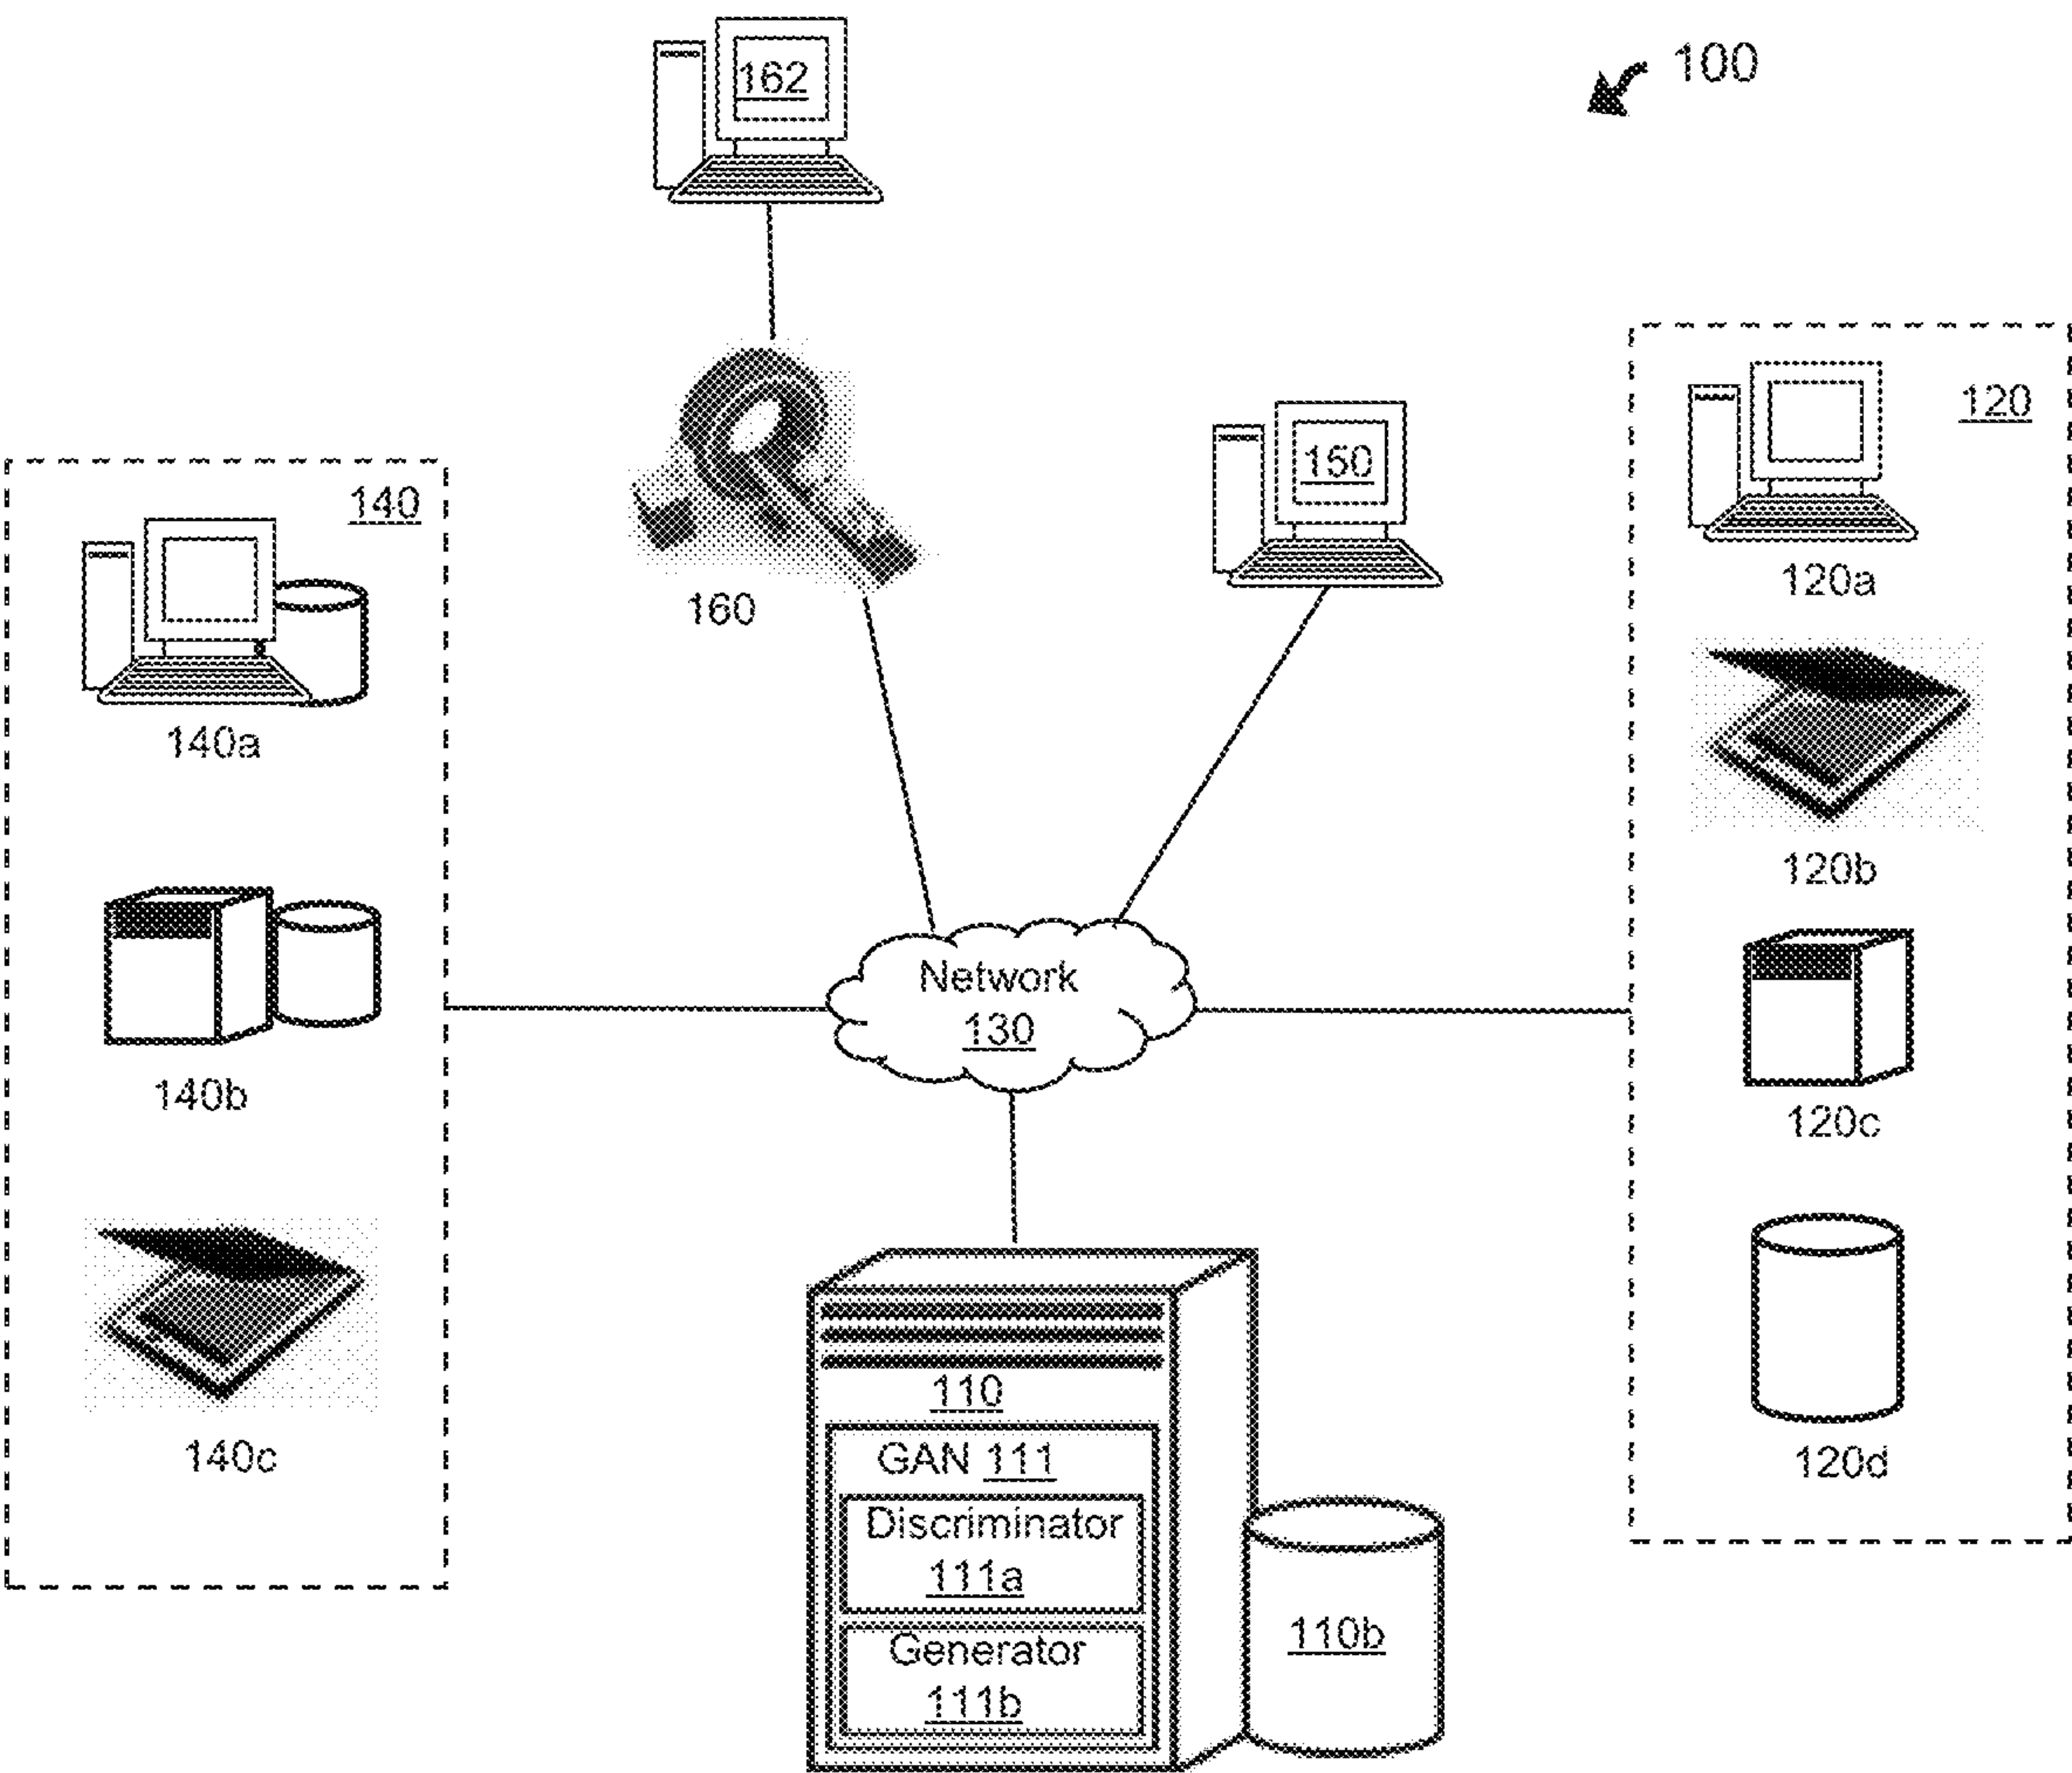 100
162
120
150
140
120a
160
140a
120b
Network
130
140b
120c
110
GAN 111
140c
120d
Discriminator
111a
110b
Generator
111b